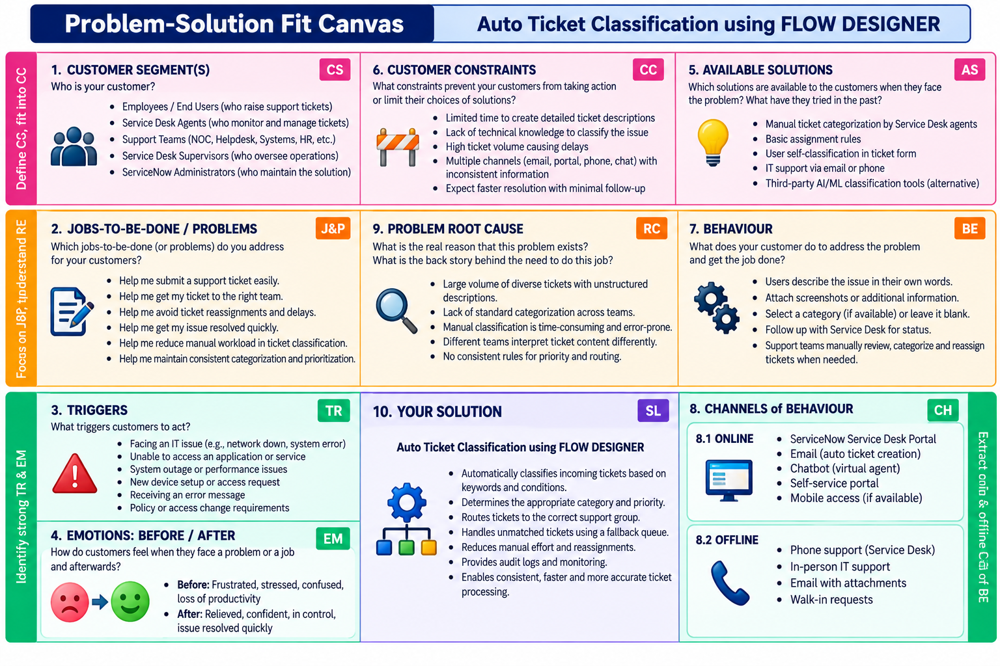 Problem-Solution Fit Canvas
Auto Ticket Classification using FLOW DESIGNER
Define CC, fit into CC
1. CUSTOMER SEGMENT(S)
CS
Who is your customer?
• Employees / End Users (who raise support tickets)
• Service Desk Agents (who monitor and manage tickets)
• Support Teams (NOC, Helpdesk, Systems, HR, etc.)
• Service Desk Supervisors (who oversee operations)
• ServiceNow Administrators (who maintain the solution)
6. CUSTOMER CONSTRAINTS
CC
What constraints prevent your customers from taking action
or limit their choices of solutions?
• Limited time to create detailed ticket descriptions
• Lack of technical knowledge to classify the issue
• High ticket volume causing delays
• Multiple channels (email, portal, phone, chat) with
inconsistent information
• Expect faster resolution with minimal follow-up
5. AVAILABLE SOLUTIONS
AS
Which solutions are available to the customers when they face
the problem? What have they tried in the past?
• Manual ticket categorization by Service Desk agents
• Basic assignment rules
• User self-classification in ticket form
• IT support via email or phone
• Third-party AI/ML classification tools (alternative)
Focus on J&P, understand RE
2. JOBS-TO-BE-DONE / PROBLEMS
J&P
Which jobs-to-be-done (or problems) do you address
for your customers?
• Help me submit a support ticket easily.
• Help me get my ticket to the right team.
• Help me avoid ticket reassignments and delays.
• Help me get my issue resolved quickly.
• Help me reduce manual workload in ticket classification.
• Help me maintain consistent categorization and prioritization.
9. PROBLEM ROOT CAUSE
RC
What is the real reason that this problem exists?
What is the back story behind the need to do this job?
• Large volume of diverse tickets with unstructured
descriptions.
• Lack of standard categorization across teams.
• Manual classification is time-consuming and error-prone.
• Different teams interpret ticket content differently.
• No consistent rules for priority and routing.
7. BEHAVIOUR
BE
What does your customer do to address the problem
and get the job done?
• Users describe the issue in their own words.
• Attach screenshots or additional information.
• Select a category (if available) or leave it blank.
• Follow up with Service Desk for status.
• Support teams manually review, categorize and reassign
tickets when needed.
Identify strong TR & EM
3. TRIGGERS
TR
What triggers customers to act?
• Facing an IT issue (e.g., network down, system error)
• Unable to access an application or service
• System outage or performance issues
• New device setup or access request
• Receiving an error message
• Policy or access change requirements
4. EMOTIONS: BEFORE / AFTER
EM
How do customers feel when they face a problem or a job
and afterwards?
• Before: Frustrated, stressed, confused,
loss of productivity
• After: Relieved, confident, in control,
issue resolved quickly
10. YOUR SOLUTION
SL
Auto Ticket Classification using FLOW DESIGNER
• Automatically classifies incoming tickets based on
keywords and conditions.
• Determines the appropriate category and priority.
• Routes tickets to the correct support group.
• Handles unmatched tickets using a fallback queue.
• Reduces manual effort and reassignments.
• Provides audit logs and monitoring.
• Enables consistent, faster and more accurate ticket
processing.
8. CHANNELS of BEHAVIOUR
CH
8.1 ONLINE
• ServiceNow Service Desk Portal
• Email (auto ticket creation)
• Chatbot (virtual agent)
• Self-service portal
• Mobile access (if available)
8.2 OFFLINE
• Phone support (Service Desk)
• In-person IT support
• Email with attachments
• Walk-in requests
Extract & offline of BE